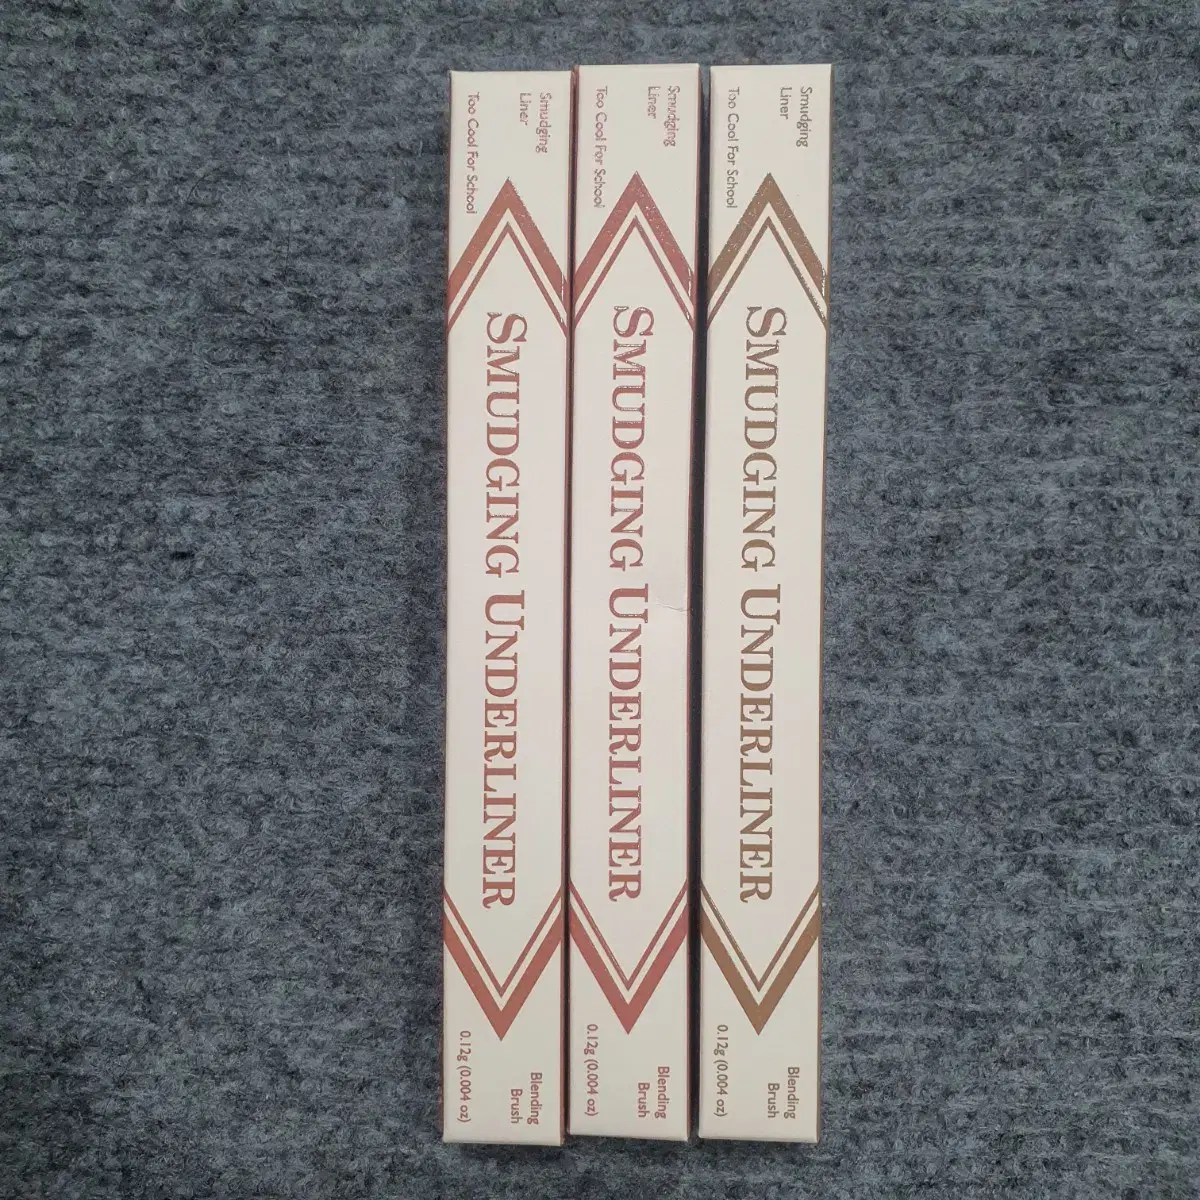 Smudging
Liner
Too Cool For School
SMUDGING UNDERLINER
Blending
Brush
0.12g (0.004 oz)
Smudging
Liner
Too Cool For School
SMUDGING UNDERLINER
Blending
Brush
0.12g (0.004 oz)
Smudging
Liner
Too Cool For School
SMUDGING UNDERLINER
Blending
Brush
0.12g (0.004 oz)